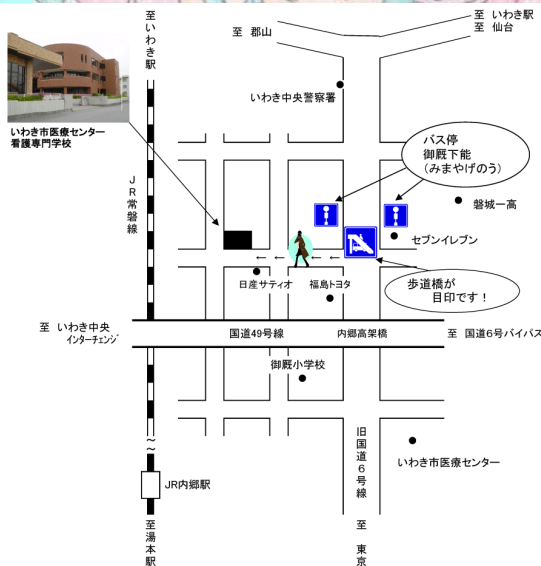 至 いわき駅
至 いわき駅
至 仙台
至 郡山
いわき中央警察署
いわき市医療センター
看護専門学校
バス停
御厩下能
(みまやげのう)
JR常磐線
磐城一高
セブンイレブン
← ← ← ←
日産サティオ
福島トヨタ
歩道橋が
目印です!
至 いわき中央
インターチェンジ
国道49号線
内郷高架橋
至 国道6号バイパス
御厩小学校
旧国道6号線
いわき市医療センター
JR内郷駅
至 湯本駅
至 東京